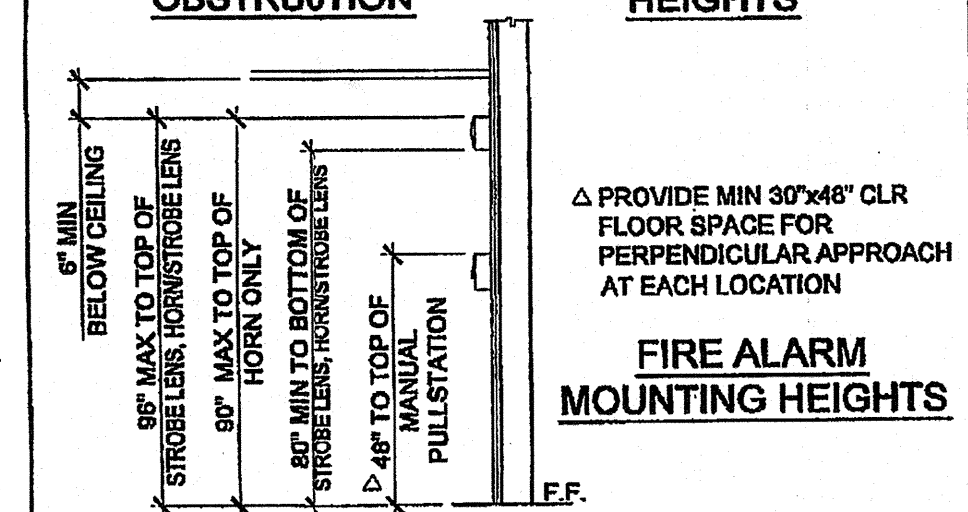 OBSTRUCTION
HEIGHTS
6" MIN
BELOW CEILING
96" MAX TO TOP OF
STROBE LENS, HORN/STROBE LENS
90" MAX TO TOP OF
HORN ONLY
80" MIN TO BOTTOM OF
STROBE LENS, HORN/STROBE LENS
△ 48" TO TOP OF
MANUAL
PULLSTATION
△ PROVIDE MIN 30"x48" CLR
FLOOR SPACE FOR
PERPENDICULAR APPROACH
AT EACH LOCATION
FIRE ALARM
MOUNTING HEIGHTS
F.F.